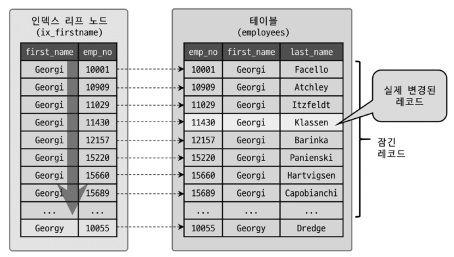 인덱스 리프 노드
(ix_firstname)
first_name emp_no
Georgi 10001
Georgi 10909
Georgi 11029
Georgi 11430
Georgi 12157
Georgi 15220
Georgi 15660
Georgi 15689
... ...
Georgy 10055
테이블
(employees)
emp_no first_name last_name
10001 Georgi Facello
10909 Georgi Atchley
11029 Georgi Itzfeldt
11430 Georgi Klassen
12157 Georgi Barinka
15220 Georgi Panienski
15660 Georgi Hartvigsen
15689 Georgi Capobianchi
... ... ...
10055 Georgy Dredge
실제 변경된
레코드
잠긴
레코드